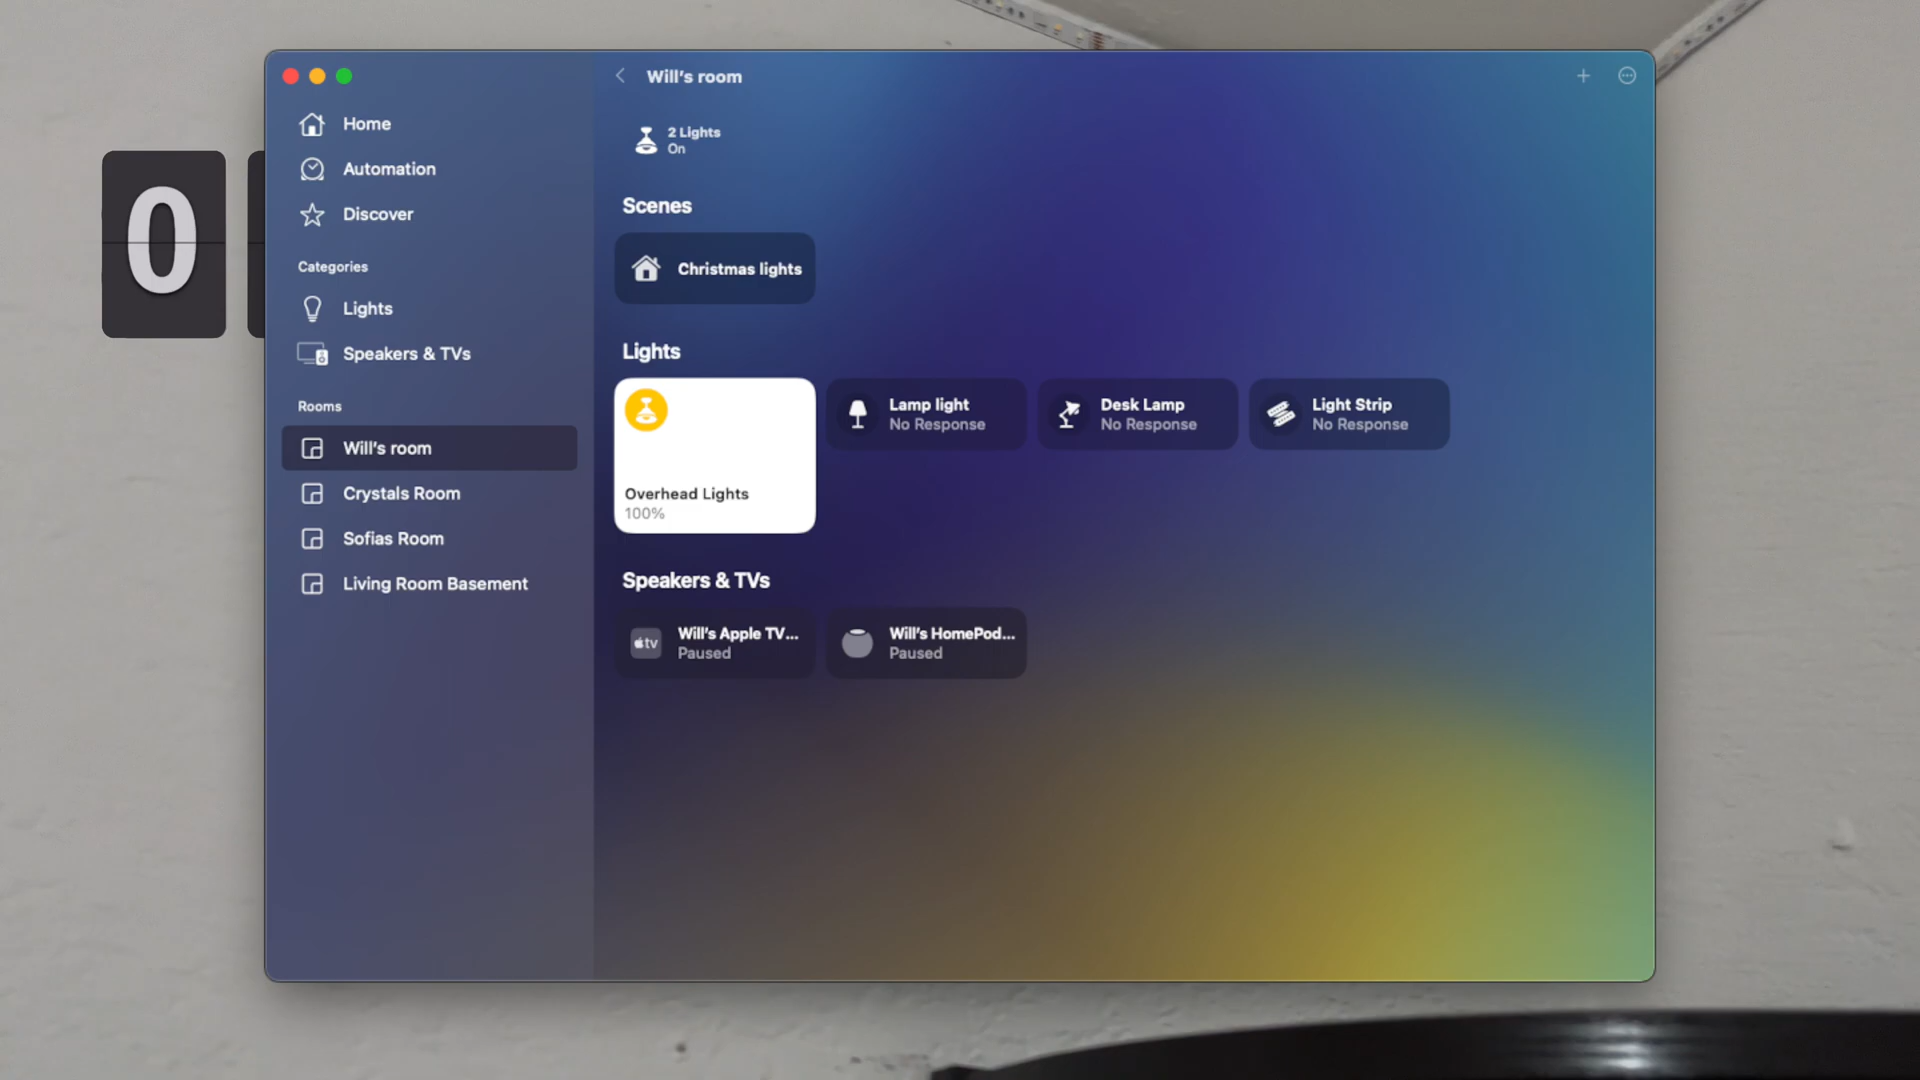 0
Home
Automation
Discover
Categories
Lights
Speakers & TVs
Rooms
Will's room
Crystals Room
Sofias Room
Living Room Basement
Will's room
2 Lights
On
Scenes
Christmas lights
Lights
Overhead Lights
100%
Lamp light
No Response
Desk Lamp
No Response
Light Strip
No Response
Speakers & TVs
tv
Will's Apple TV...
Paused
Will's HomePod...
Paused